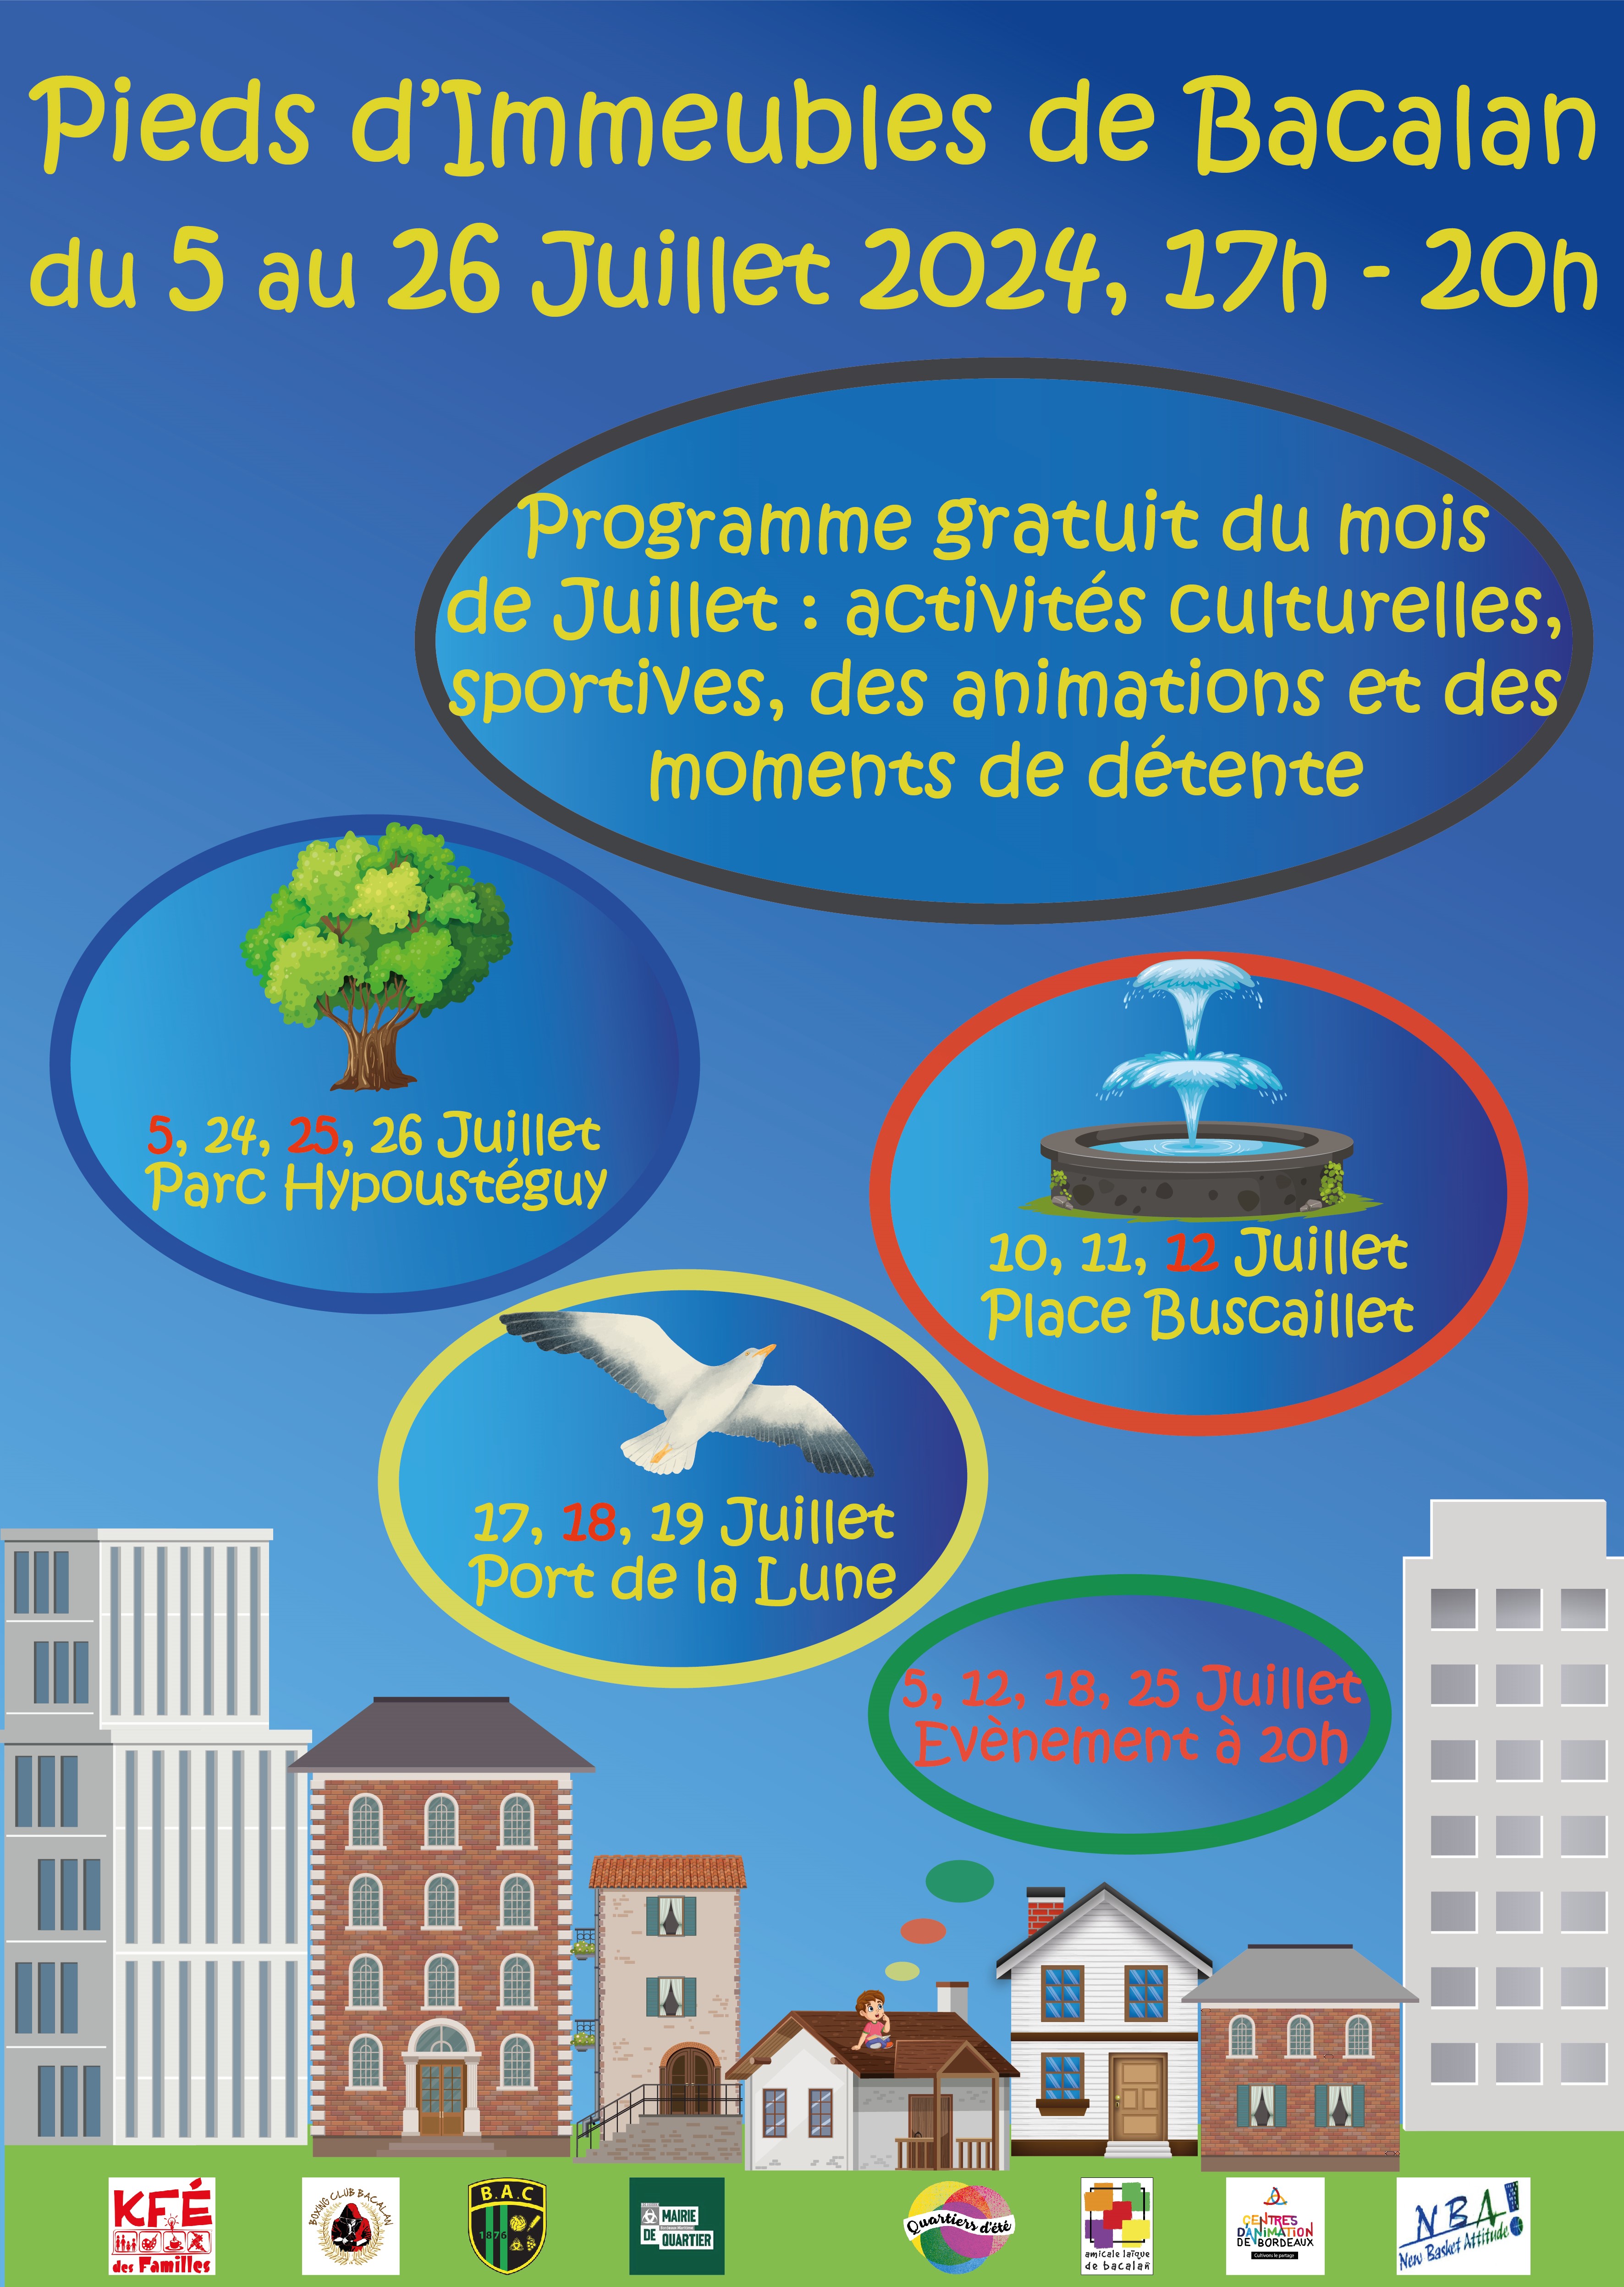 Pieds d'Immeubles de Bacalan
du 5 au 26 Juillet 2024, 17h - 20h
Programme gratuit du mois
de Juillet : activités culturelles,
sportives, des animations et des
moments de détente
5, 24, 25, 26 Juillet
Parc Hypoustéguy
10, 11, 12 Juillet
Place Buscaillet
17, 18, 19 Juillet
Port de la Lune
5, 12, 18, 25 Juillet
Evènement à 20h
KFÉ
des Familles
BOXING CLUB BACALAN
B.A.C
1876
MAIRIE
DE QUARTIER
Quartiers d'été
amicale laïque
de bacalan
CENTRES
D'ANIMATION
DE BORDEAUX
Cultivons le partage
NBA!
New Basket Attitude